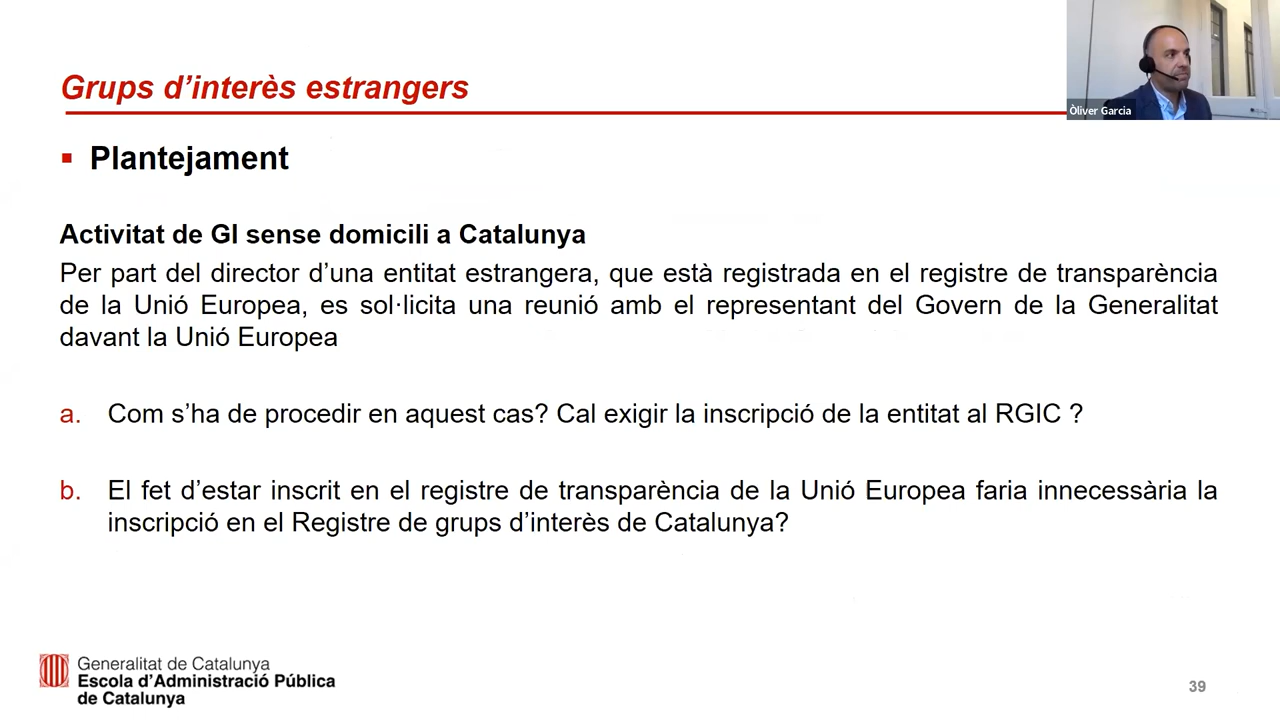 Grups d’interès estrangers
Òliver Garcia
Plantejament
Activitat de GI sense domicili a Catalunya
Per part del director d’una entitat estrangera, que està registrada en el registre de transparència
de la Unió Europea, es sol·licita una reunió amb el representant del Govern de la Generalitat
davant la Unió Europea
a. Com s’ha de procedir en aquest cas? Cal exigir la inscripció de la entitat al RGIC ?
b. El fet d’estar inscrit en el registre de transparència de la Unió Europea faria innecessària la
inscripció en el Registre de grups d’interès de Catalunya?
Generalitat de Catalunya
Escola d’Administració Pública
de Catalunya
39